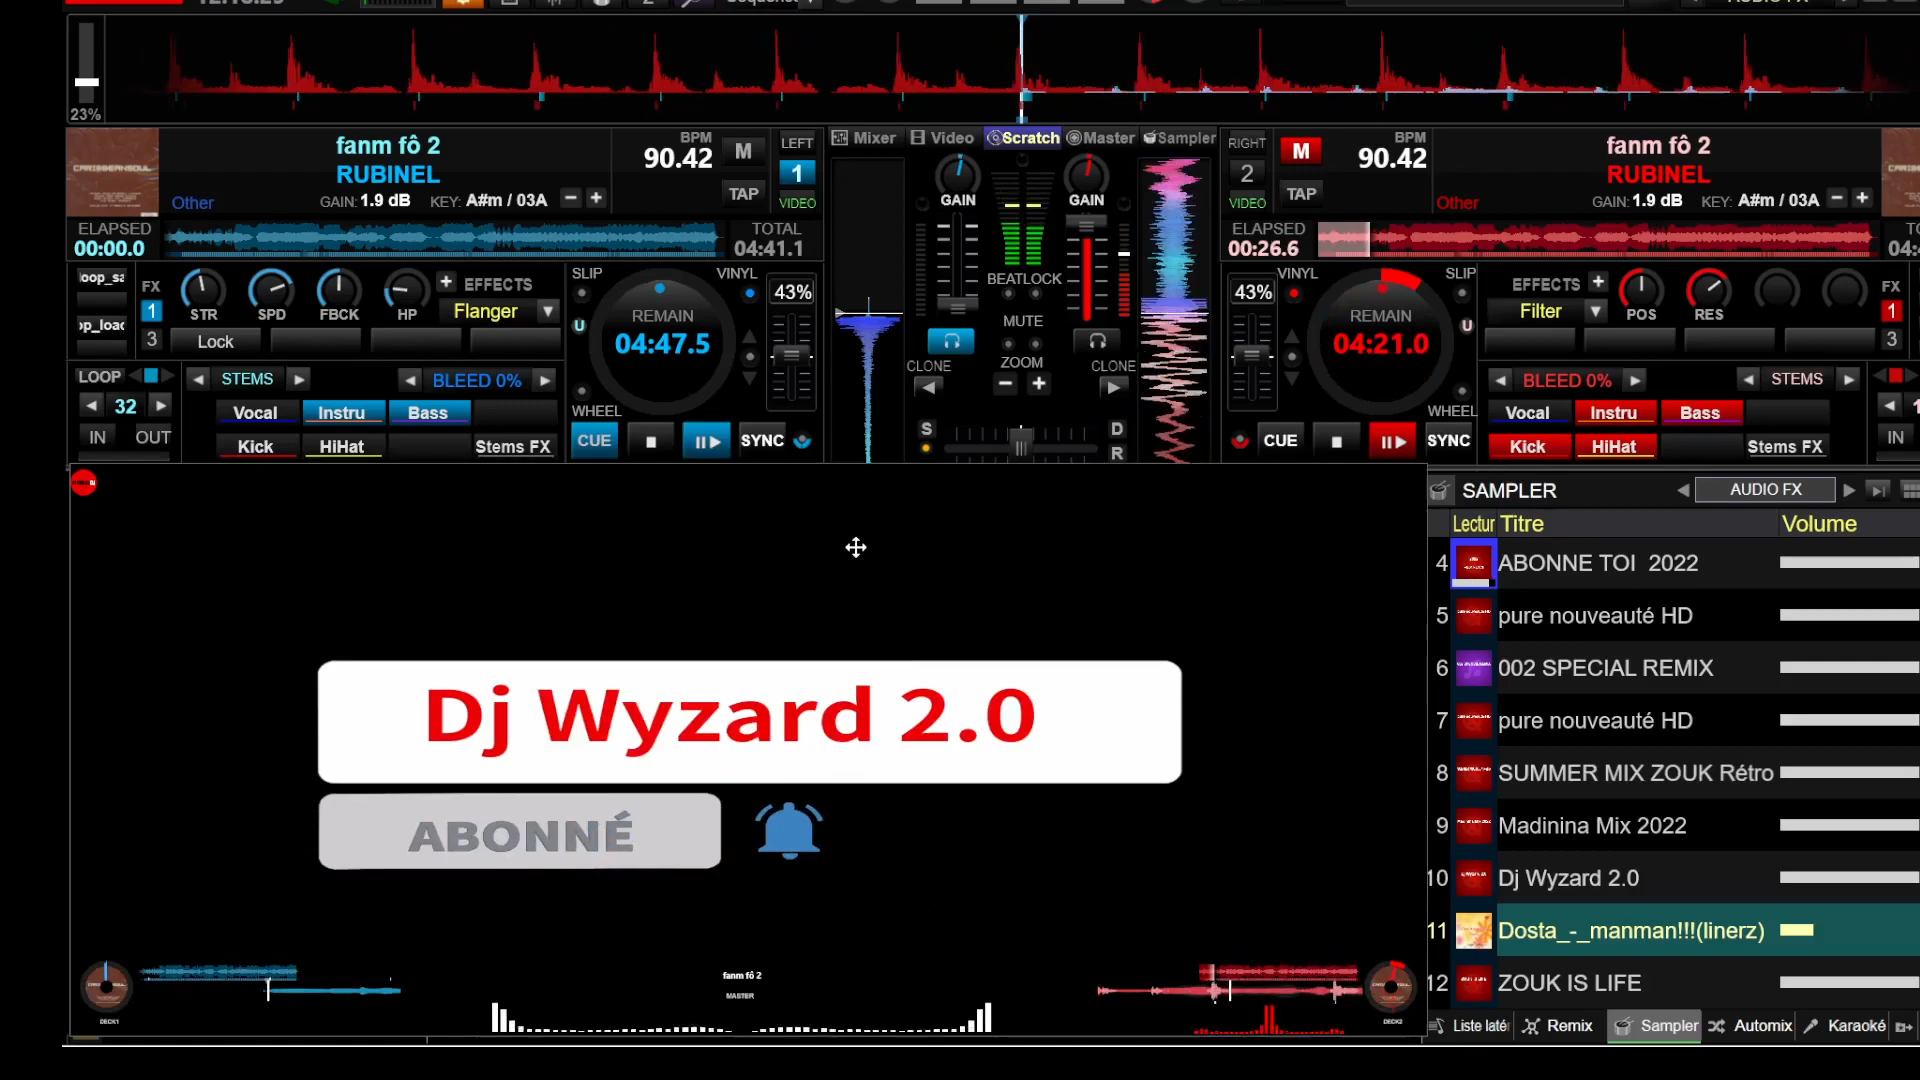 23%
fanm fô 2
RUBINEL
Other
GAIN: 1.9 dB KEY: A#m / 03A
BPM
90.42
M
TAP
LEFT
1
VIDEO
Mixer
Video
Scratch
Master
Sampler
GAIN
GAIN
RIGHT
2
VIDEO
M
TAP
BPM
90.42
fanm fô 2
RUBINEL
Other
GAIN: 1.9 dB KEY: A#m / 03A
ELAPSED
00:00.0
TOTAL
04:41.1
ELAPSED
00:26.6
FX
1
3
STR
SPD
FBCK
HP
EFFECTS
Flanger
Lock
SLIP
VINYL
REMAIN
04:47.5
43%
U
WHEEL
BEATLOCK
MUTE
ZOOM
CLONE
CLONE
S
D
R
43%
VINYL
SLIP
REMAIN
04:21.0
U
WHEEL
EFFECTS
Filter
POS
RES
FX
1
3
LOOP
32
IN
OUT
STEMS
BLEED 0%
Vocal
Instru
Bass
Kick
HiHat
Stems FX
CUE
SYNC
CUE
SYNC
BLEED 0%
STEMS
Vocal
Instru
Bass
Kick
HiHat
Stems FX
IN
Dj Wyzard 2.0
ABONNÉ
DECK1
fanm fô 2
MASTER
DECK2
SAMPLER
AUDIO FX
Lectur Titre Volume
4 ABONNE TOI 2022
5 pure nouveauté HD
6 002 SPECIAL REMIX
7 pure nouveauté HD
8 SUMMER MIX ZOUK Rétro
9 Madinina Mix 2022
10 Dj Wyzard 2.0
11 Dosta_-_manman!!!(linerz)
12 ZOUK IS LIFE
Liste laté
Remix
Sampler
Automix
Karaoké